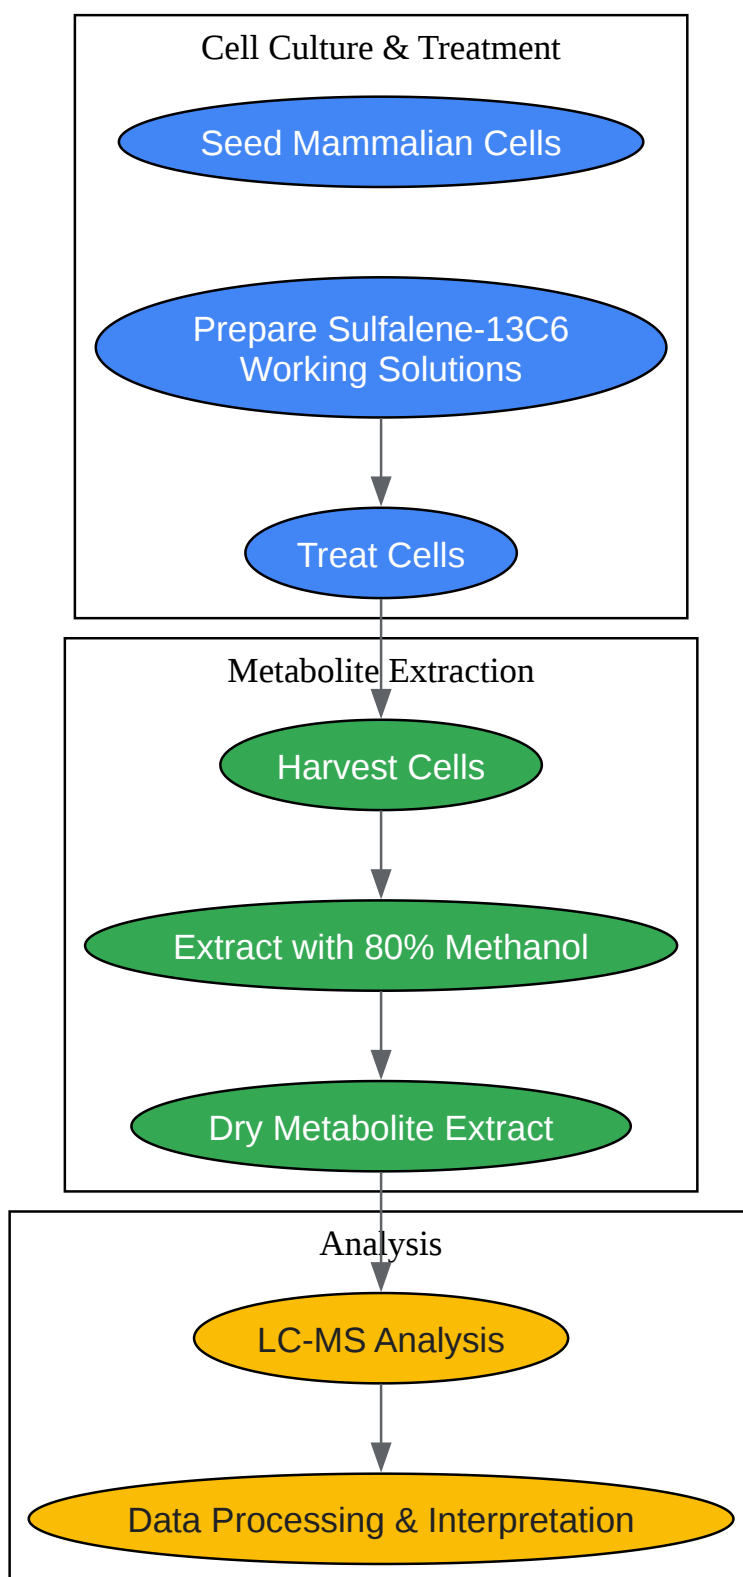 Cell Culture & Treatment
Seed Mammalian Cells
Prepare Sulfalene-13C6
Working Solutions
Treat Cells
Metabolite Extraction
Harvest Cells
Extract with 80% Methanol
Dry Metabolite Extract
Analysis
LC-MS Analysis
Data Processing & Interpretation